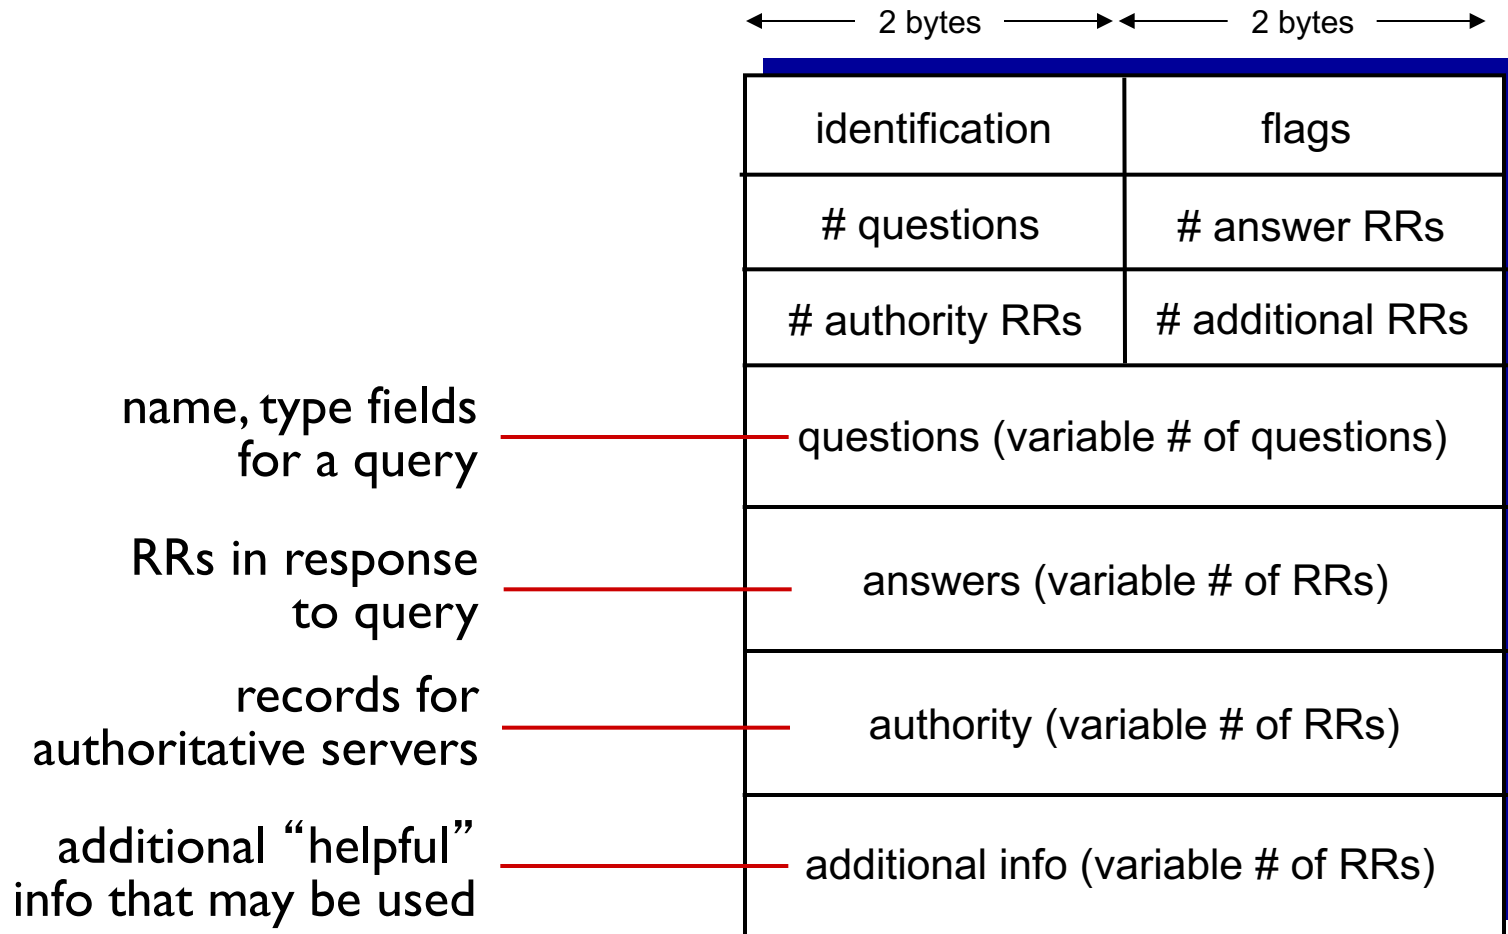 2 bytes 2 bytes
identification flags
# questions # answer RRs
# authority RRs # additional RRs
name, type fields
for a query
questions (variable # of questions)
RRs in response
to query
answers (variable # of RRs)
records for
authoritative servers
authority (variable # of RRs)
additional “helpful”
info that may be used
additional info (variable # of RRs)